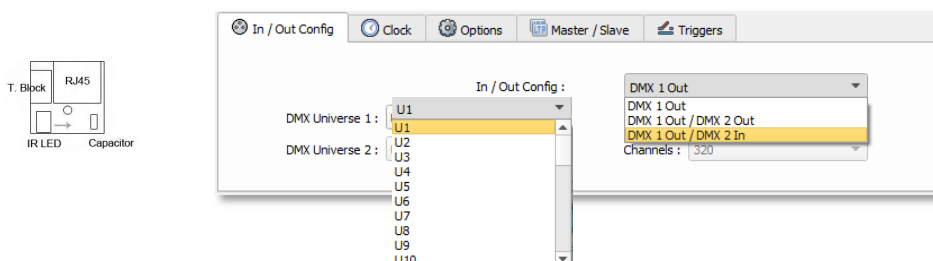 In / Out Config
Clock
Options
LTP
Master / Slave
Triggers
RJ45
T. Block
IR LED
Capacitor
In / Out Config :
DMX 1 Out
DMX 1 Out
DMX 1 Out / DMX 2 Out
DMX 1 Out / DMX 2 In
DMX Universe 1 :
U1
DMX Universe 2 :
Channels :
320
U1
U2
U3
U4
U5
U6
U7
U8
U9
U10